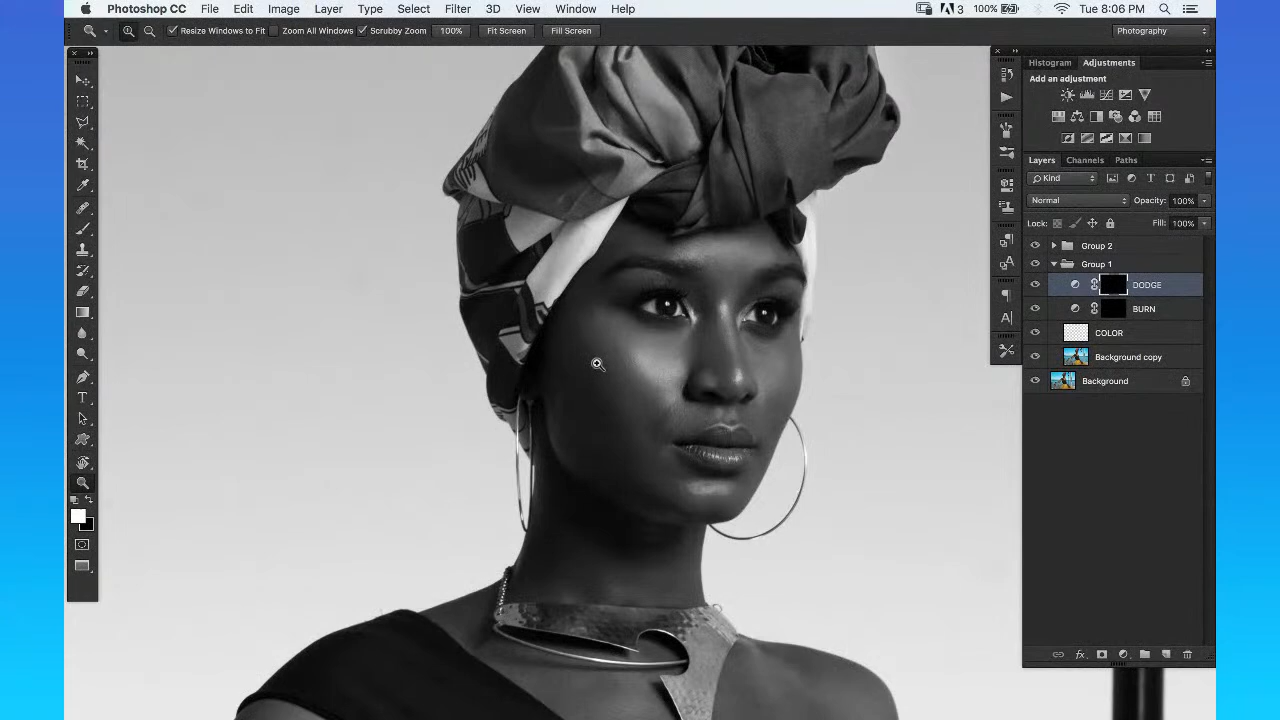 Photoshop CC File Edit Image Layer Type Select Filter 3D View Window Help 3 100% Tue 8:06 PM
Resize Windows to Fit Zoom All Windows Scrubby Zoom 100% Fit Screen Fill Screen Photography
Histogram Adjustments
Add an adjustment
Layers Channels Paths
Kind
Normal Opacity: 100%
Lock: Fill: 100%
Group 2
Group 1
DODGE
BURN
COLOR
Background copy
Background